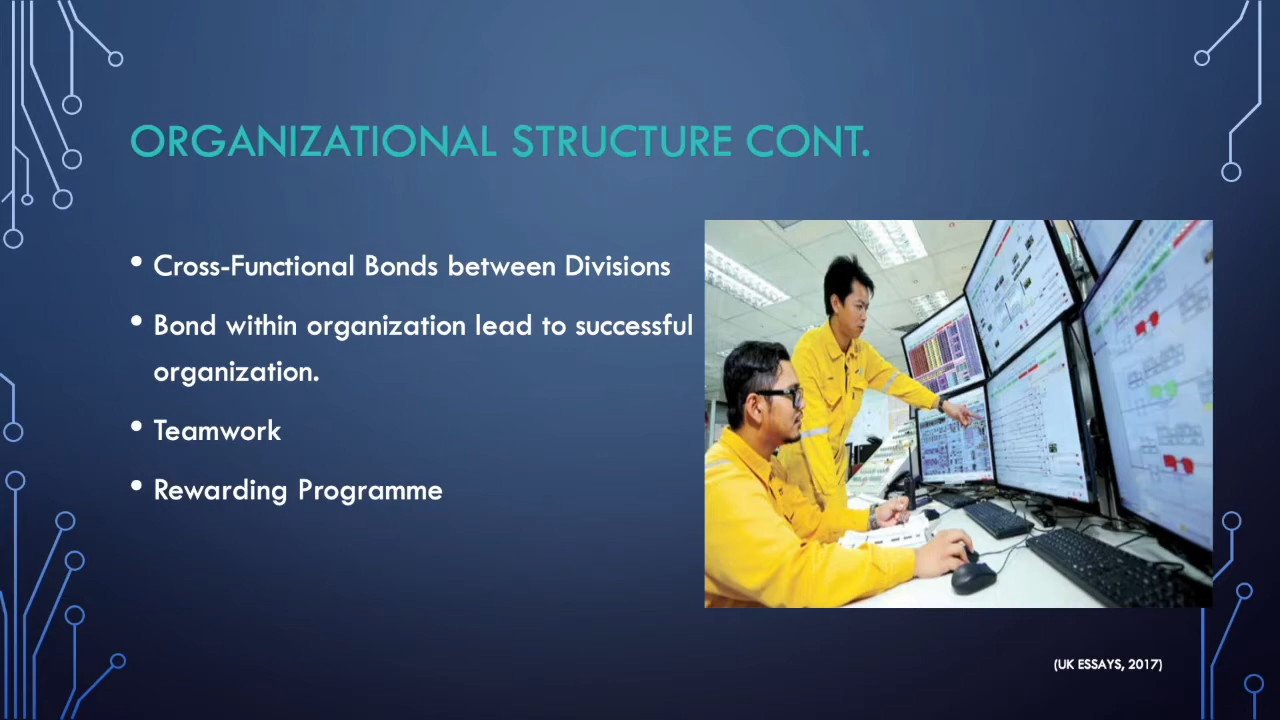 ORGANIZATIONAL STRUCTURE CONT.
• Cross-Functional Bonds between Divisions
• Bond within organization lead to successful
organization.
• Teamwork
• Rewarding Programme
(UK ESSAYS, 2017)